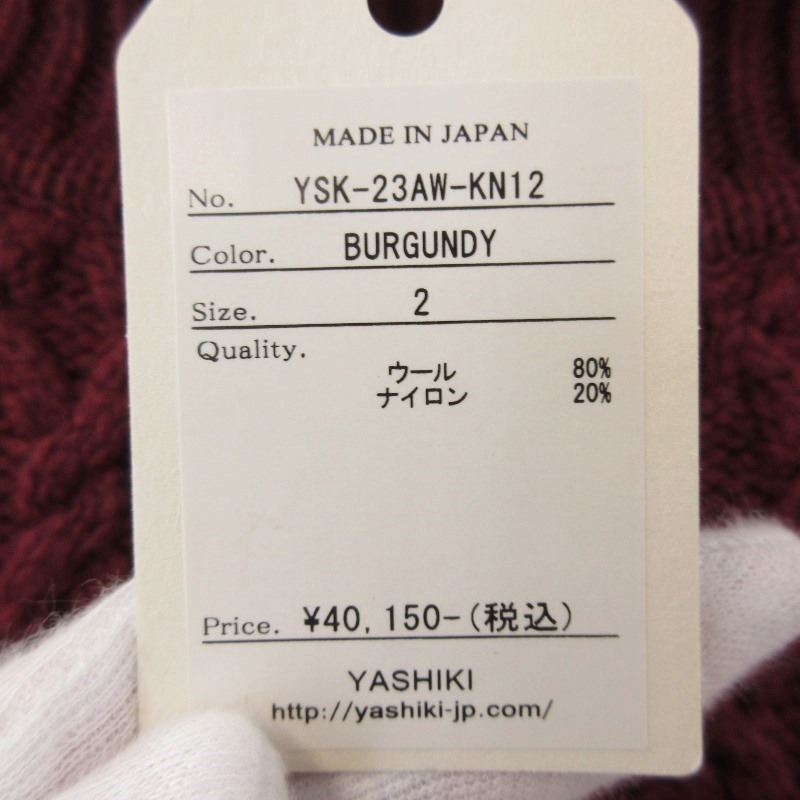 MADE IN JAPAN
No. YSK-23AW-KN12
Color. BURGUNDY
Size. 2
Quality.
ウール 80%
ナイロン 20%
Price. ¥40,150-(税込)
YASHIKI
http://yashiki-jp.com/